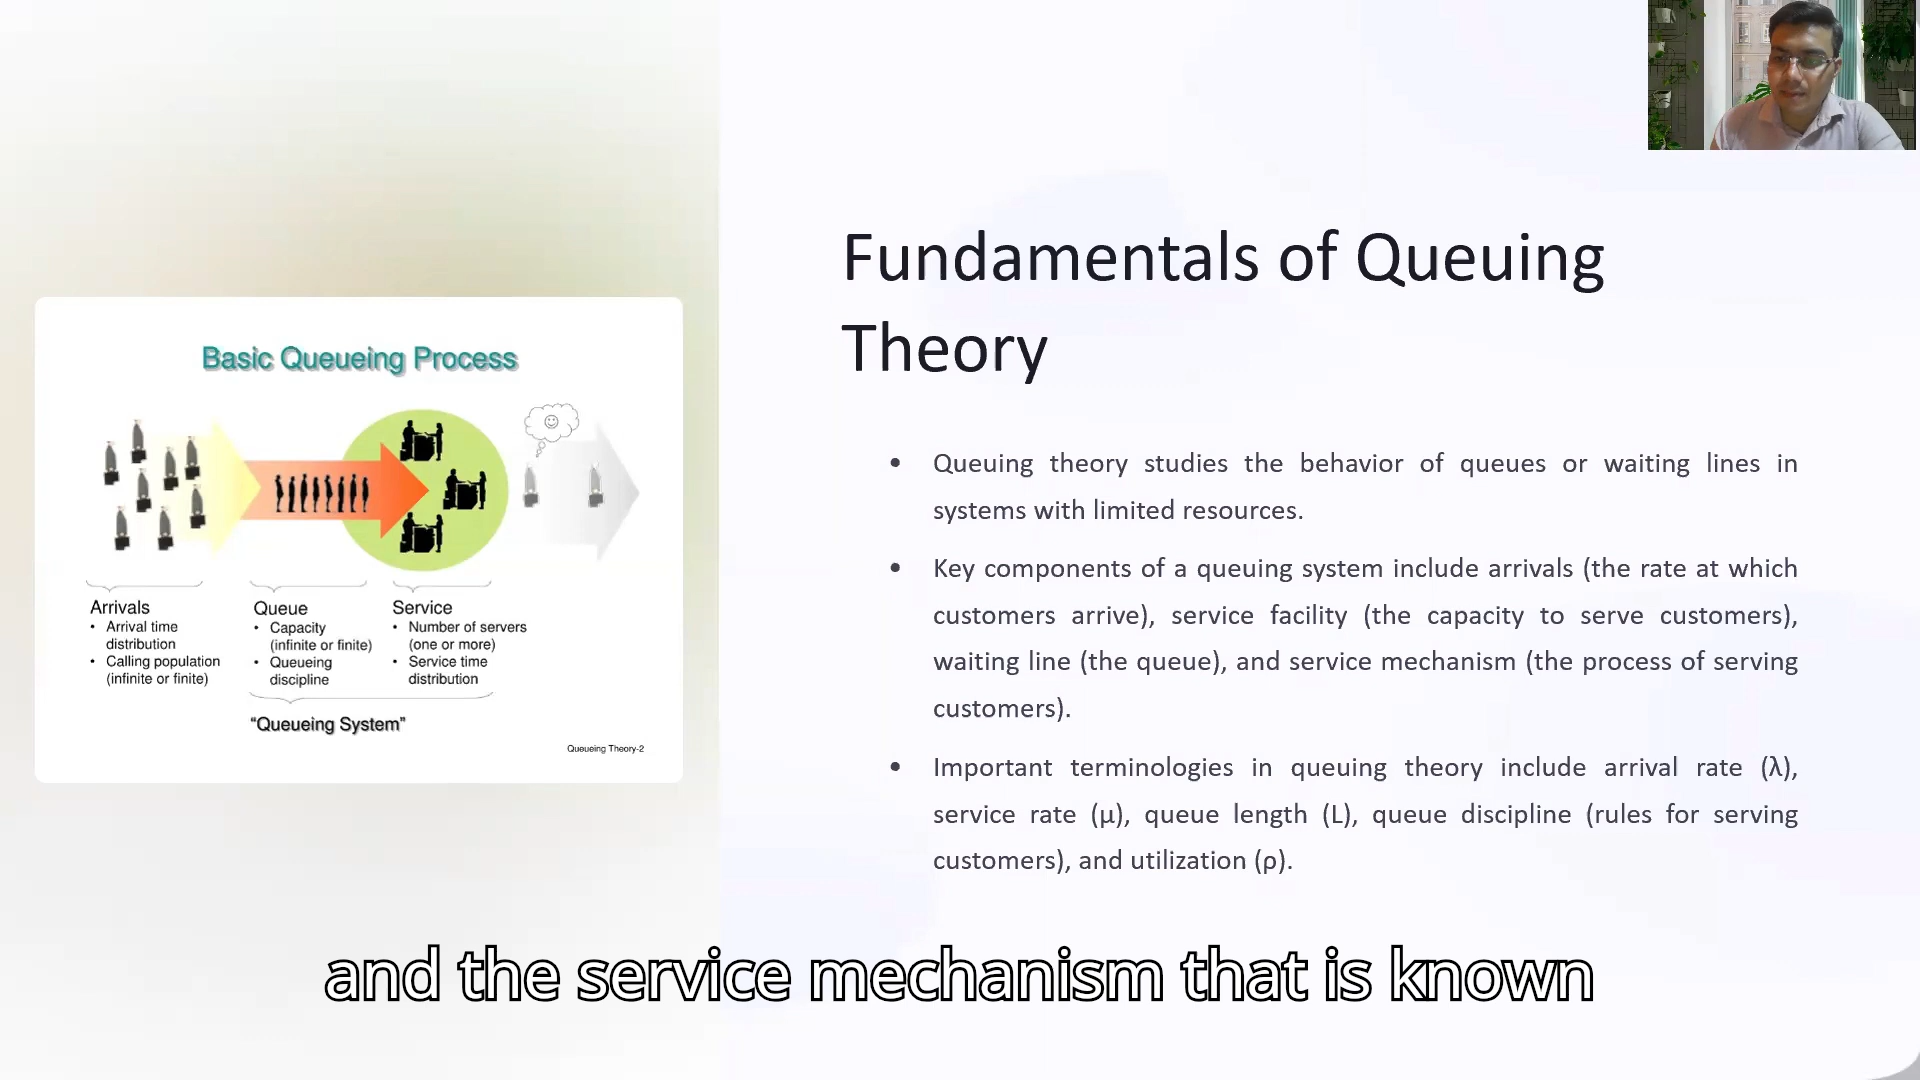 Fundamentals of Queuing
Theory
Basic Queueing Process
Arrivals
• Arrival time
distribution
• Calling population
(infinite or finite)
Queue
• Capacity
(infinite or finite)
• Queueing
discipline
Service
• Number of servers
(one or more)
• Service time
distribution
“Queueing System”
Queueing Theory-2
• Queuing theory studies the behavior of queues or waiting lines in
systems with limited resources.
• Key components of a queuing system include arrivals (the rate at which
customers arrive), service facility (the capacity to serve customers),
waiting line (the queue), and service mechanism (the process of serving
customers).
• Important terminologies in queuing theory include arrival rate (λ),
service rate (μ), queue length (L), queue discipline (rules for serving
customers), and utilization (ρ).
and the service mechanism that is known